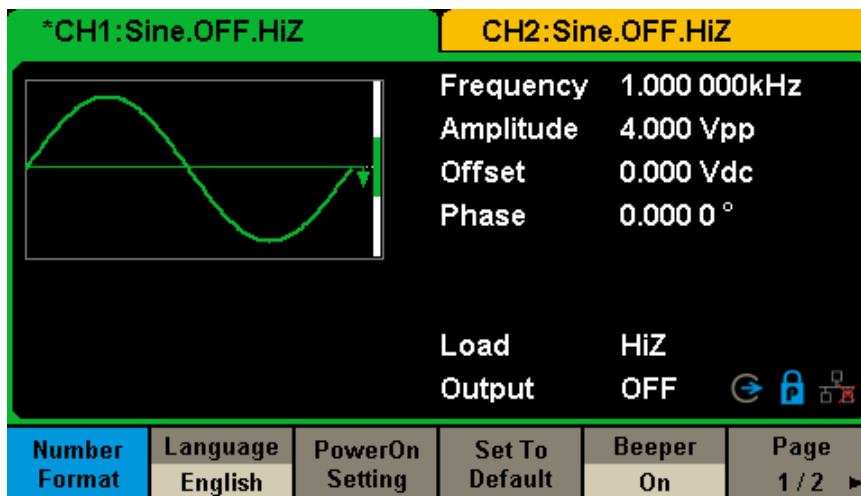 *CH1:Sine.OFF.HiZ CH2:Sine.OFF.HiZ
Frequency 1.000 000kHz
Amplitude 4.000 Vpp
Offset 0.000 Vdc
Phase 0.000 0 °
Load HiZ
Output OFF
P
Number Format
Language English
PowerOn Setting
Set To Default
Beeper On
Page 1/2 ►